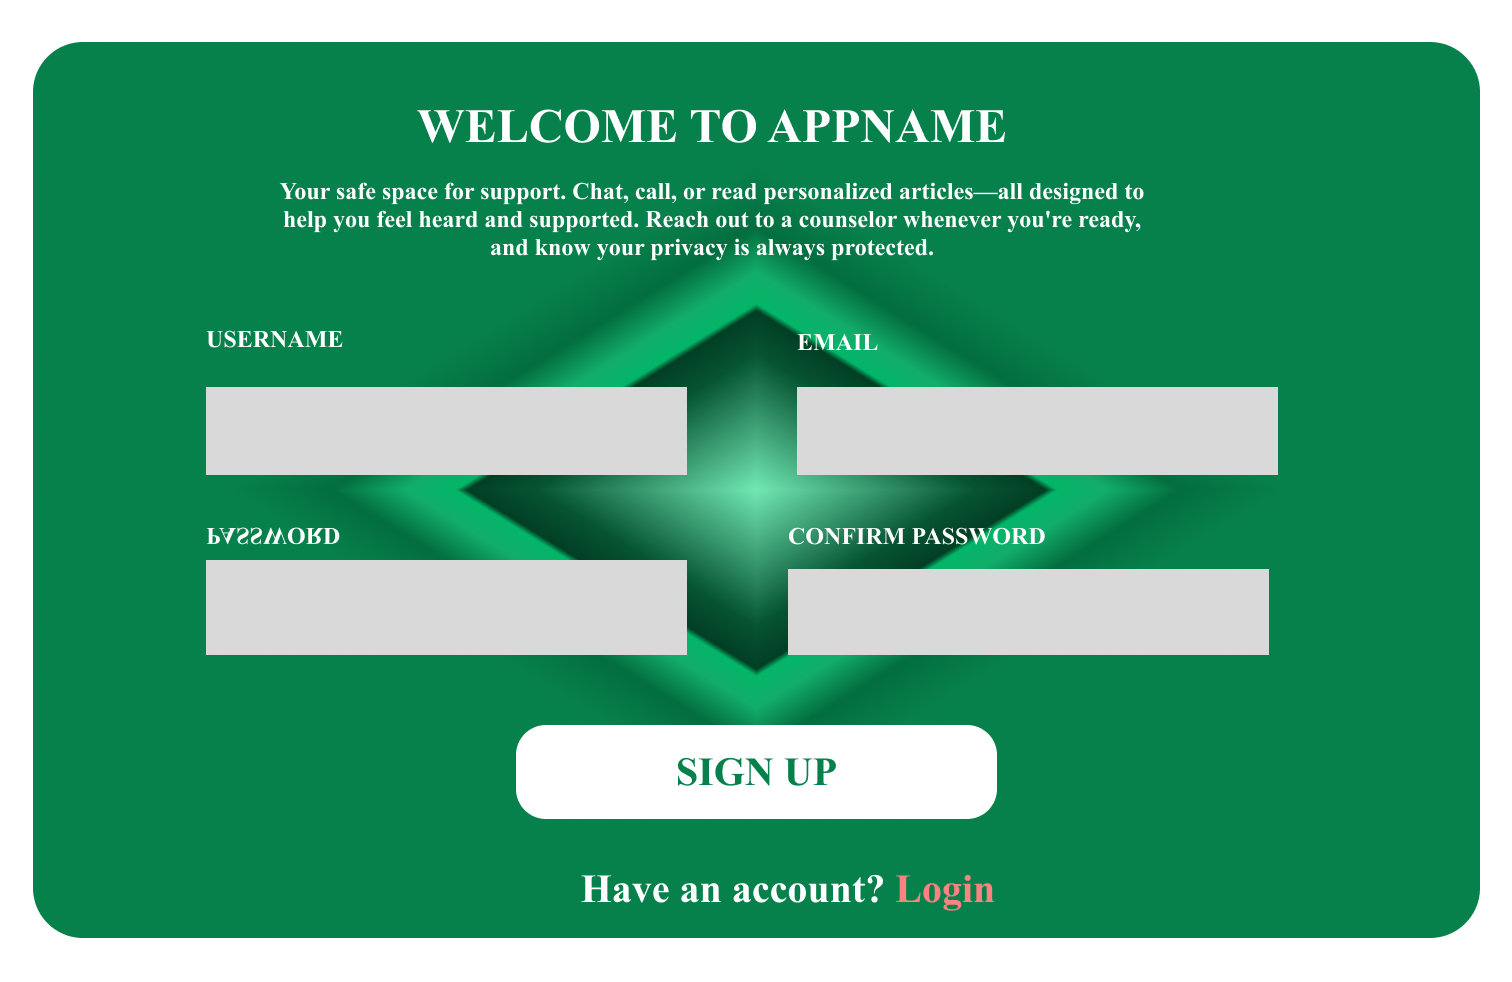 WELCOME TO APPNAME
Your safe space for support. Chat, call, or read personalized articles—all designed to
help you feel heard and supported. Reach out to a counselor whenever you're ready,
and know your privacy is always protected.
USERNAME
EMAIL
PASSWORD
CONFIRM PASSWORD
SIGN UP
Have an account? Login